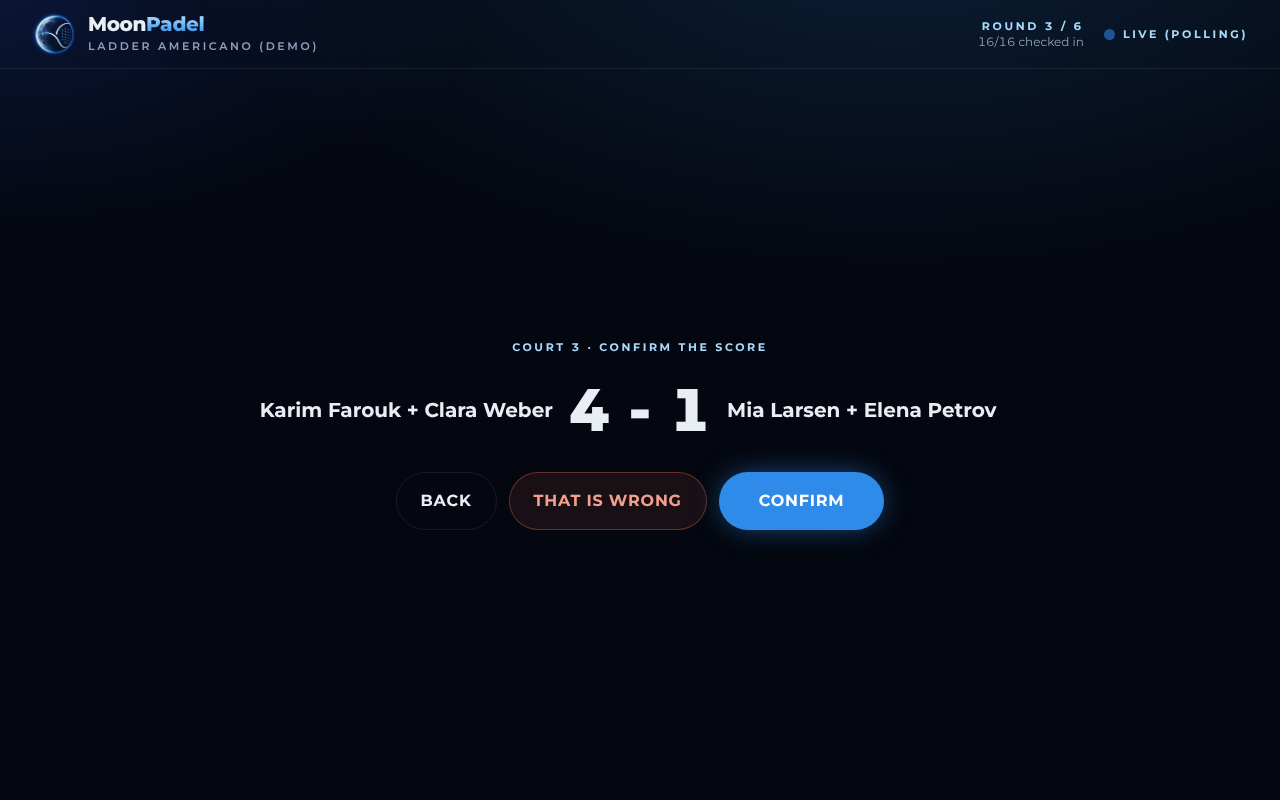 MoonPadel
LADDER AMERICANO (DEMO)
ROUND 3 / 6
16/16 checked in
LIVE (POLLING)
COURT 3 · CONFIRM THE SCORE
Karim Farouk + Clara Weber 4 - 1 Mia Larsen + Elena Petrov
BACK THAT IS WRONG CONFIRM